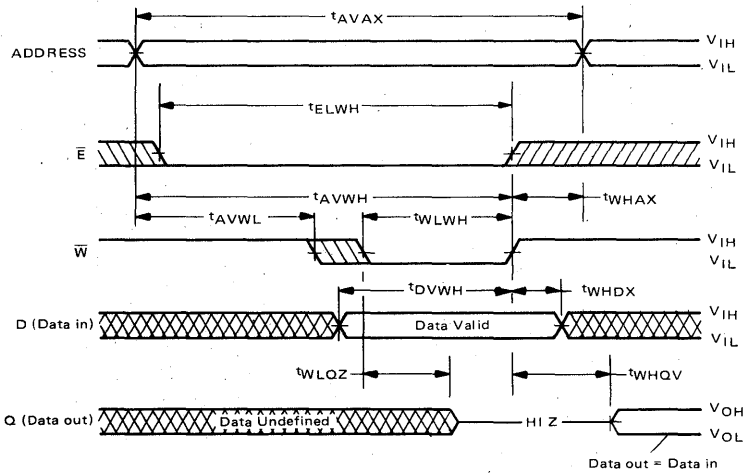 tAVAX
ADDRESS
VIH
VIL
tELWH
E
VIH
VIL
tAVWH
tWHAX
tAVWL
tWLWH
W
VIH
VIL
tDVWH
tWHDX
D (Data in)
Data Valid
VIH
VIL
tWLQZ
tWHQV
Q (Data out)
Data Undefined
HI Z
VOH
VOL
Data out = Data in